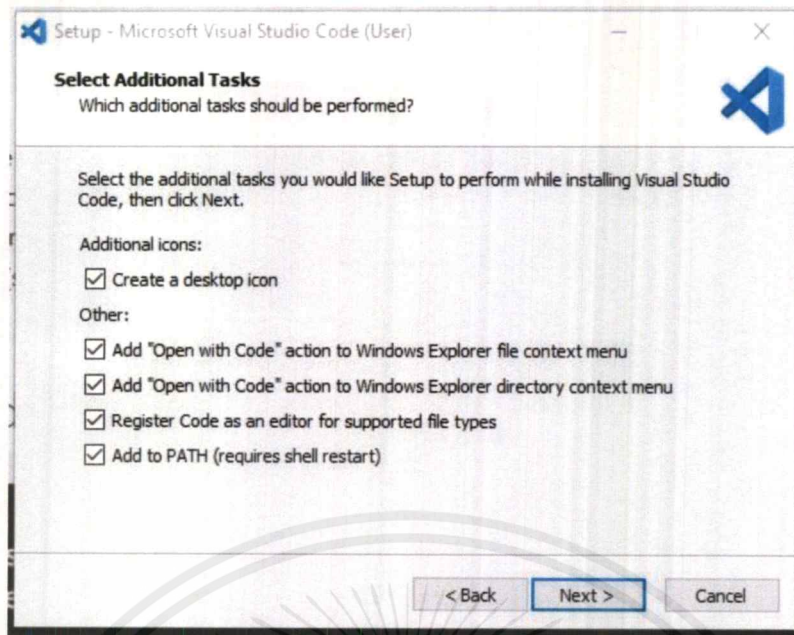 Setup - Microsoft Visual Studio Code (User)
Select Additional Tasks
Which additional tasks should be performed?
Select the additional tasks you would like Setup to perform while installing Visual Studio
Code, then click Next.
Additional icons:
Create a desktop icon
Other:
Add "Open with Code" action to Windows Explorer file context menu
Add "Open with Code" action to Windows Explorer directory context menu
Register Code as an editor for supported file types
Add to PATH (requires shell restart)
< Back
Next >
Cancel